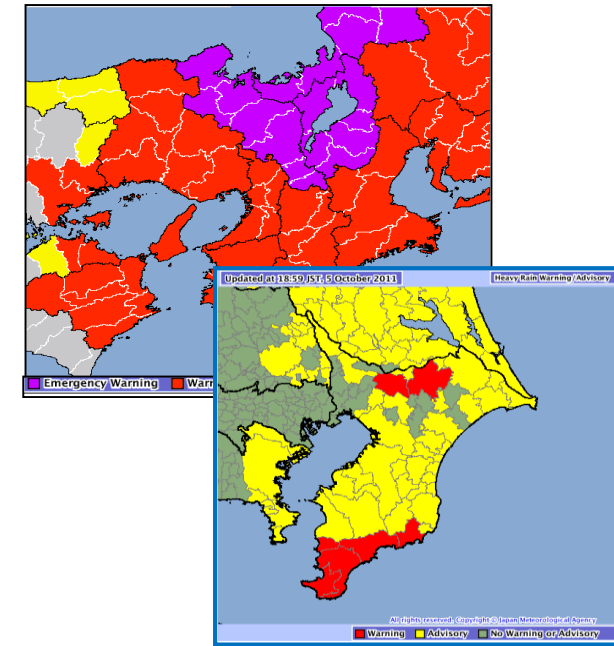 Emergency Warning Warn
Updated at 18:59 JST, 5 October 2011 Heavy Rain Warning/Advisory
All rights reserved. Copyright © Japan Meteorological Agency
Warning Advisory No Warning or Advisory